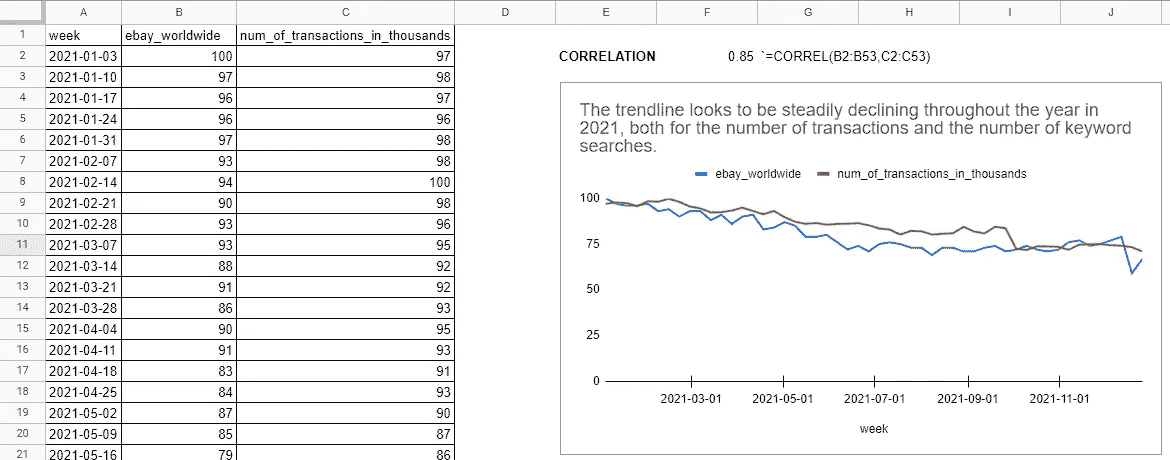 A B C D E F G H I J
1 week ebay_worldwide num_of_transactions_in_thousands
2 2021-01-03 100 97
3 2021-01-10 97 98
4 2021-01-17 96 97
5 2021-01-24 96 96
6 2021-01-31 97 98
7 2021-02-07 93 98
8 2021-02-14 94 100
9 2021-02-21 90 98
10 2021-02-28 93 96
11 2021-03-07 93 95
12 2021-03-14 88 92
13 2021-03-21 91 92
14 2021-03-28 86 93
15 2021-04-04 90 95
16 2021-04-11 91 93
17 2021-04-18 83 91
18 2021-04-25 84 93
19 2021-05-02 87 90
20 2021-05-09 85 87
21 2021-05-16 79 86
CORRELATION 0.85 `=CORREL(B2:B53,C2:C53)
The trendline looks to be steadily declining throughout the year in
2021, both for the number of transactions and the number of keyword
searches.
ebay_worldwide num_of_transactions_in_thousands
100
75
50
25
0
2021-03-01 2021-05-01 2021-07-01 2021-09-01 2021-11-01
week